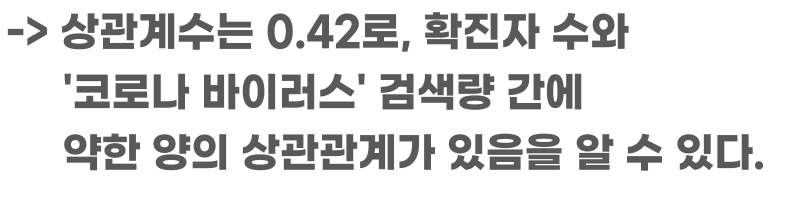 -> 상관계수는 0.42로, 확진자 수와
'코로나 바이러스' 검색량 간에
약한 양의 상관관계가 있음을 알 수 있다.